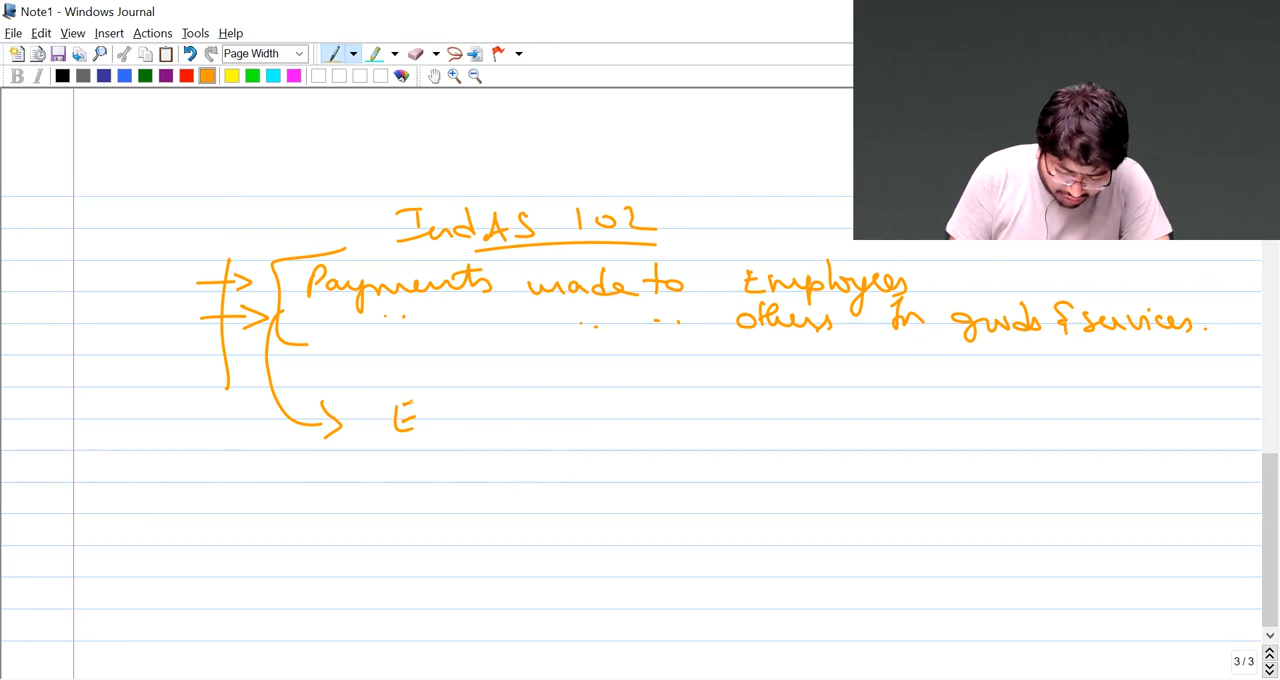 Note1 - Windows Journal
File Edit View Insert Actions Tools Help
Page Width
B I
IndAS 102
Payments made to Employees
.. .. .. others for goods & services.
E
3 / 3